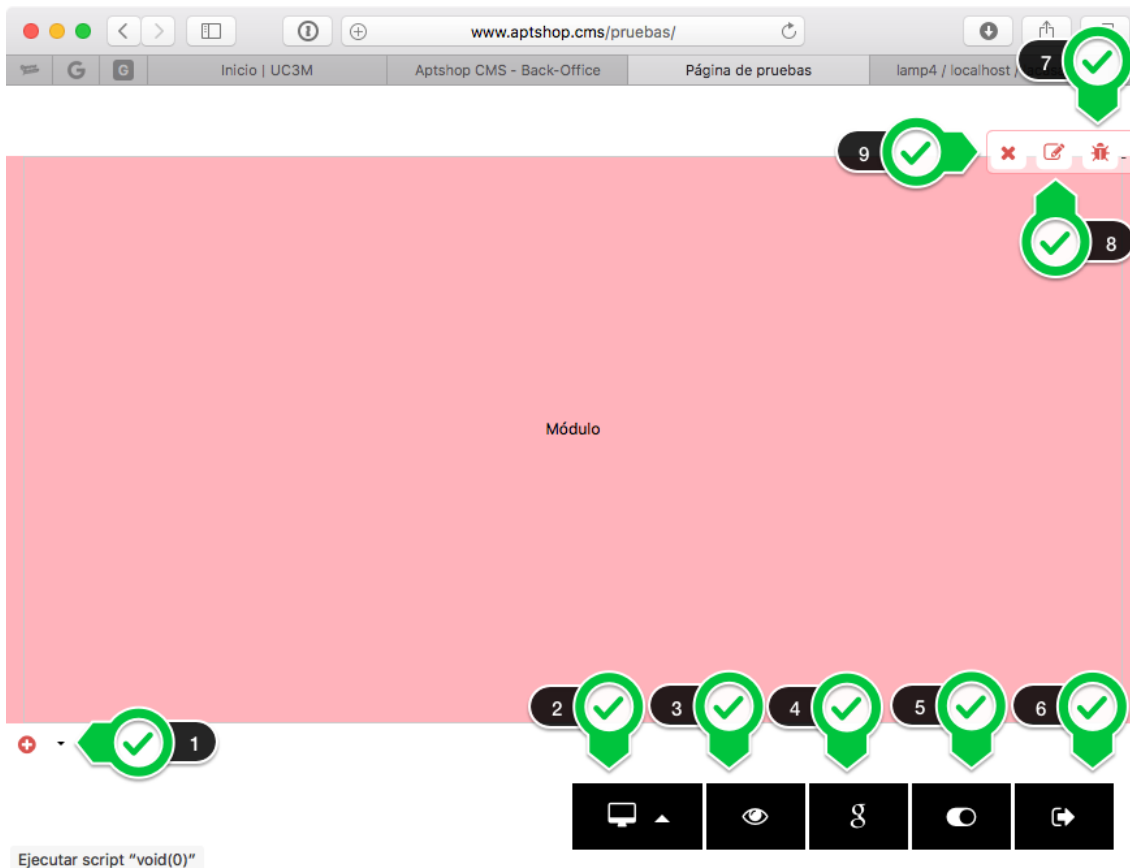 www.aptshop.cms/pruebas/
G
G
Inicio | UC3M
Aptshop CMS - Back-Office
Página de pruebas
lamp4 / localhost /
7
9
8
Módulo
2
3
4
5
6
1
g
Ejecutar script “void(0)”